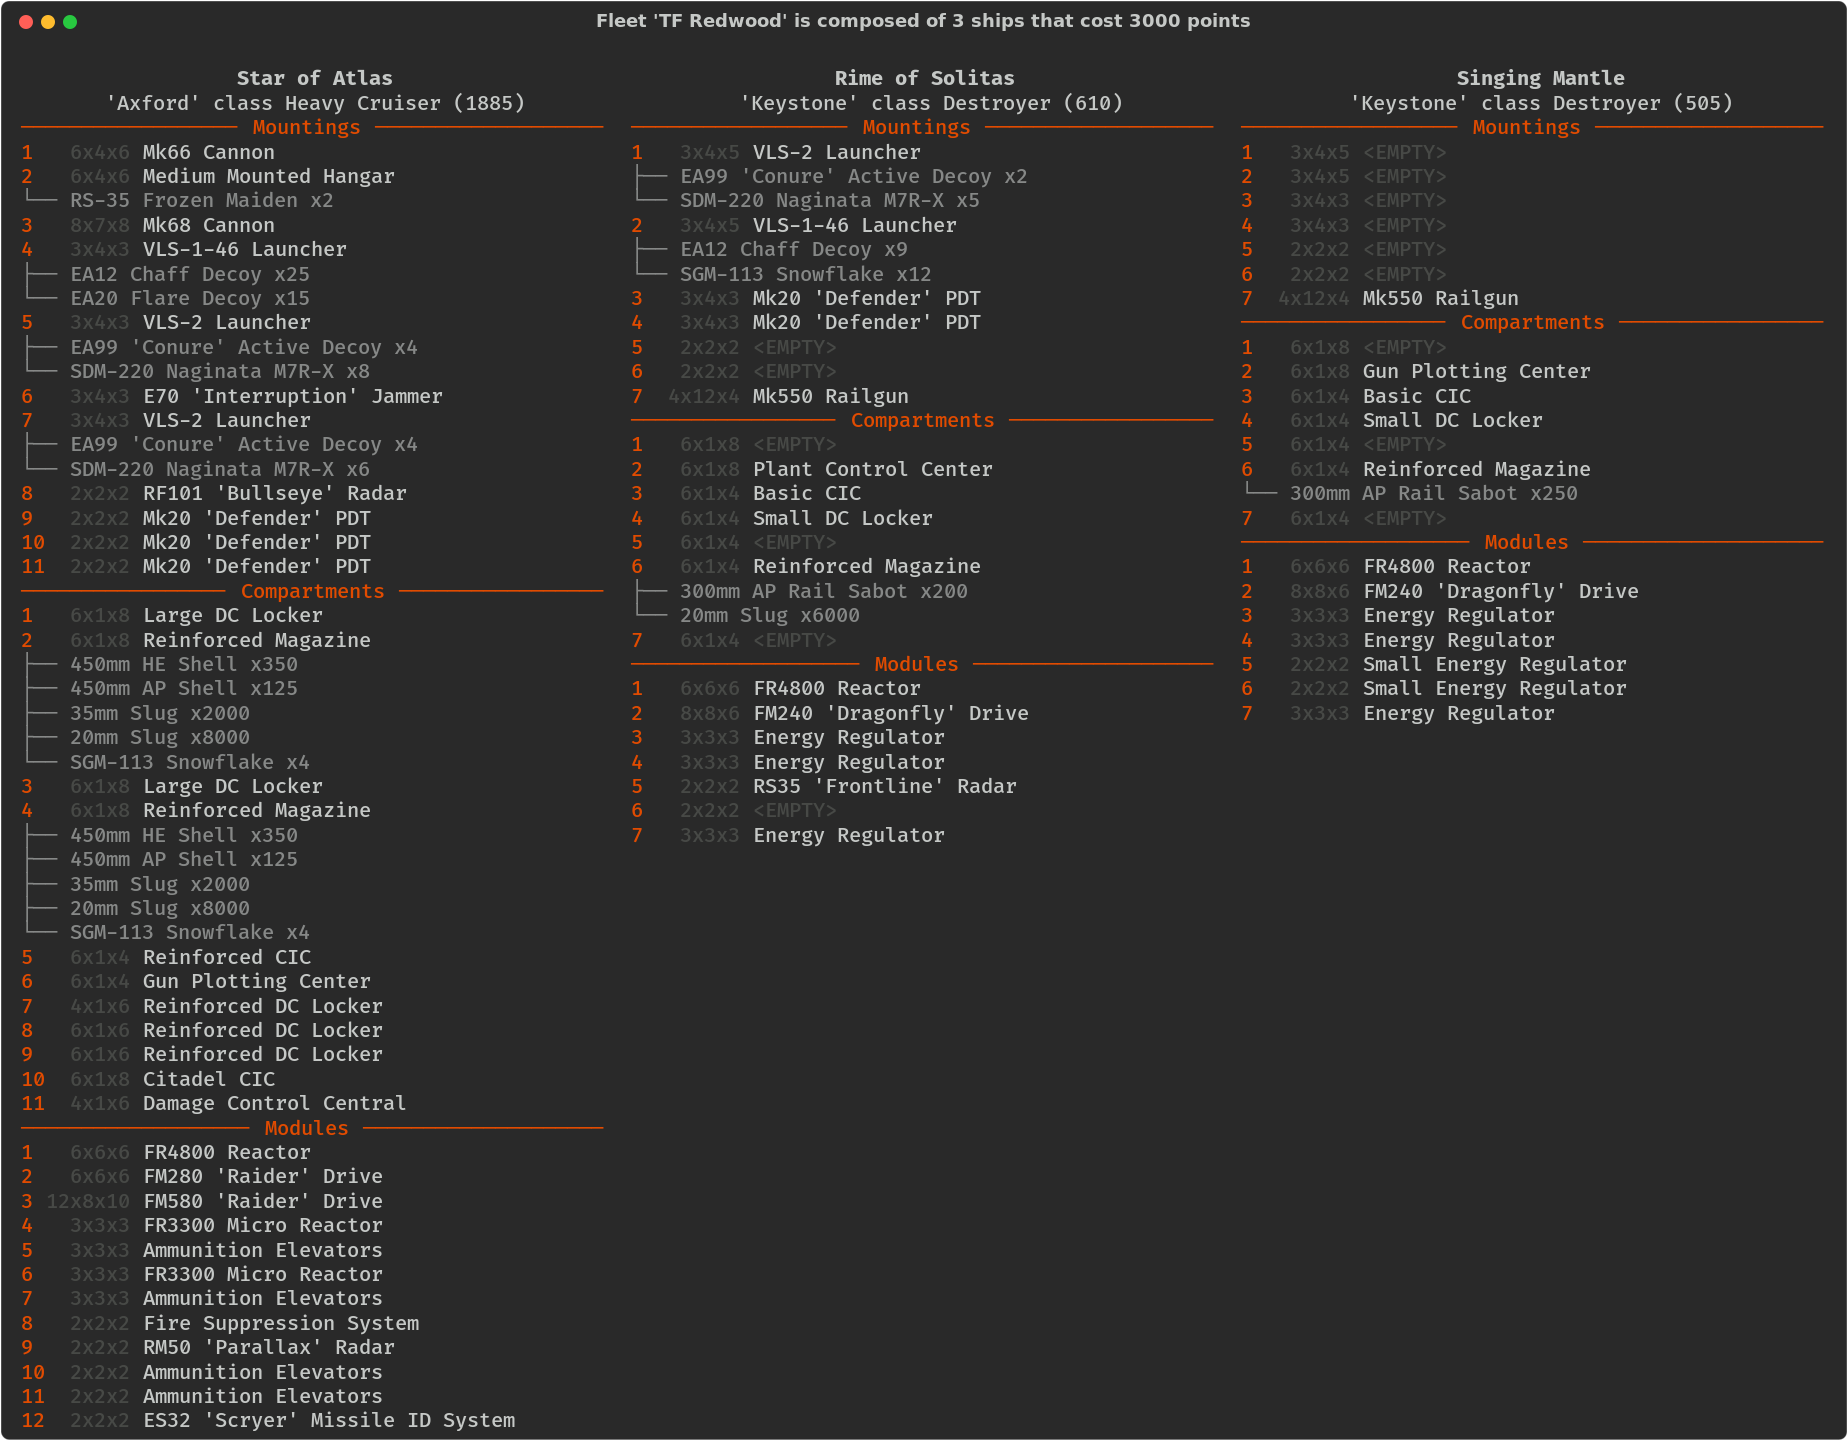 Fleet 'TF Redwood' is composed of 3 ships that cost 3000 points
Star of Atlas
'Axford' class Heavy Cruiser (1885)
Mountings
1 6x4x6 Mk66 Cannon
2 6x4x6 Medium Mounted Hangar
└── RS-35 Frozen Maiden x2
3 8x7x8 Mk68 Cannon
4 3x4x3 VLS-1-46 Launcher
├── EA12 Chaff Decoy x25
└── EA20 Flare Decoy x15
5 3x4x3 VLS-2 Launcher
├── EA99 'Conure' Active Decoy x4
└── SDM-220 Naginata M7R-X x8
6 3x4x3 E70 'Interruption' Jammer
7 3x4x3 VLS-2 Launcher
├── EA99 'Conure' Active Decoy x4
└── SDM-220 Naginata M7R-X x6
8 2x2x2 RF101 'Bullseye' Radar
9 2x2x2 Mk20 'Defender' PDT
10 2x2x2 Mk20 'Defender' PDT
11 2x2x2 Mk20 'Defender' PDT
Compartments
1 6x1x8 Large DC Locker
2 6x1x8 Reinforced Magazine
├── 450mm HE Shell x350
├── 450mm AP Shell x125
├── 35mm Slug x2000
├── 20mm Slug x8000
└── SGM-113 Snowflake x4
3 6x1x8 Large DC Locker
4 6x1x8 Reinforced Magazine
├── 450mm HE Shell x350
├── 450mm AP Shell x125
├── 35mm Slug x2000
├── 20mm Slug x8000
└── SGM-113 Snowflake x4
5 6x1x4 Reinforced CIC
6 6x1x4 Gun Plotting Center
7 4x1x6 Reinforced DC Locker
8 6x1x6 Reinforced DC Locker
9 6x1x6 Reinforced DC Locker
10 6x1x8 Citadel CIC
11 4x1x6 Damage Control Central
Modules
1 6x6x6 FR4800 Reactor
2 6x6x6 FM280 'Raider' Drive
3 12x8x10 FM580 'Raider' Drive
4 3x3x3 FR3300 Micro Reactor
5 3x3x3 Ammunition Elevators
6 3x3x3 FR3300 Micro Reactor
7 3x3x3 Ammunition Elevators
8 2x2x2 Fire Suppression System
9 2x2x2 RM50 'Parallax' Radar
10 2x2x2 Ammunition Elevators
11 2x2x2 Ammunition Elevators
12 2x2x2 ES32 'Scryer' Missile ID System
Rime of Solitas
'Keystone' class Destroyer (610)
Mountings
1 3x4x5 VLS-2 Launcher
├── EA99 'Conure' Active Decoy x2
└── SDM-220 Naginata M7R-X x5
2 3x4x5 VLS-1-46 Launcher
├── EA12 Chaff Decoy x9
└── SGM-113 Snowflake x12
3 3x4x3 Mk20 'Defender' PDT
4 3x4x3 Mk20 'Defender' PDT
5 2x2x2 <EMPTY>
6 2x2x2 <EMPTY>
7 4x12x4 Mk550 Railgun
Compartments
1 6x1x8 <EMPTY>
2 6x1x8 Plant Control Center
3 6x1x4 Basic CIC
4 6x1x4 Small DC Locker
5 6x1x4 <EMPTY>
6 6x1x4 Reinforced Magazine
├── 300mm AP Rail Sabot x200
└── 20mm Slug x6000
7 6x1x4 <EMPTY>
Modules
1 6x6x6 FR4800 Reactor
2 8x8x6 FM240 'Dragonfly' Drive
3 3x3x3 Energy Regulator
4 3x3x3 Energy Regulator
5 2x2x2 RS35 'Frontline' Radar
6 2x2x2 <EMPTY>
7 3x3x3 Energy Regulator
Singing Mantle
'Keystone' class Destroyer (505)
Mountings
1 3x4x5 <EMPTY>
2 3x4x5 <EMPTY>
3 3x4x3 <EMPTY>
4 3x4x3 <EMPTY>
5 2x2x2 <EMPTY>
6 2x2x2 <EMPTY>
7 4x12x4 Mk550 Railgun
Compartments
1 6x1x8 <EMPTY>
2 6x1x8 Gun Plotting Center
3 6x1x4 Basic CIC
4 6x1x4 Small DC Locker
5 6x1x4 <EMPTY>
6 6x1x4 Reinforced Magazine
└── 300mm AP Rail Sabot x250
7 6x1x4 <EMPTY>
Modules
1 6x6x6 FR4800 Reactor
2 8x8x6 FM240 'Dragonfly' Drive
3 3x3x3 Energy Regulator
4 3x3x3 Energy Regulator
5 2x2x2 Small Energy Regulator
6 2x2x2 Small Energy Regulator
7 3x3x3 Energy Regulator